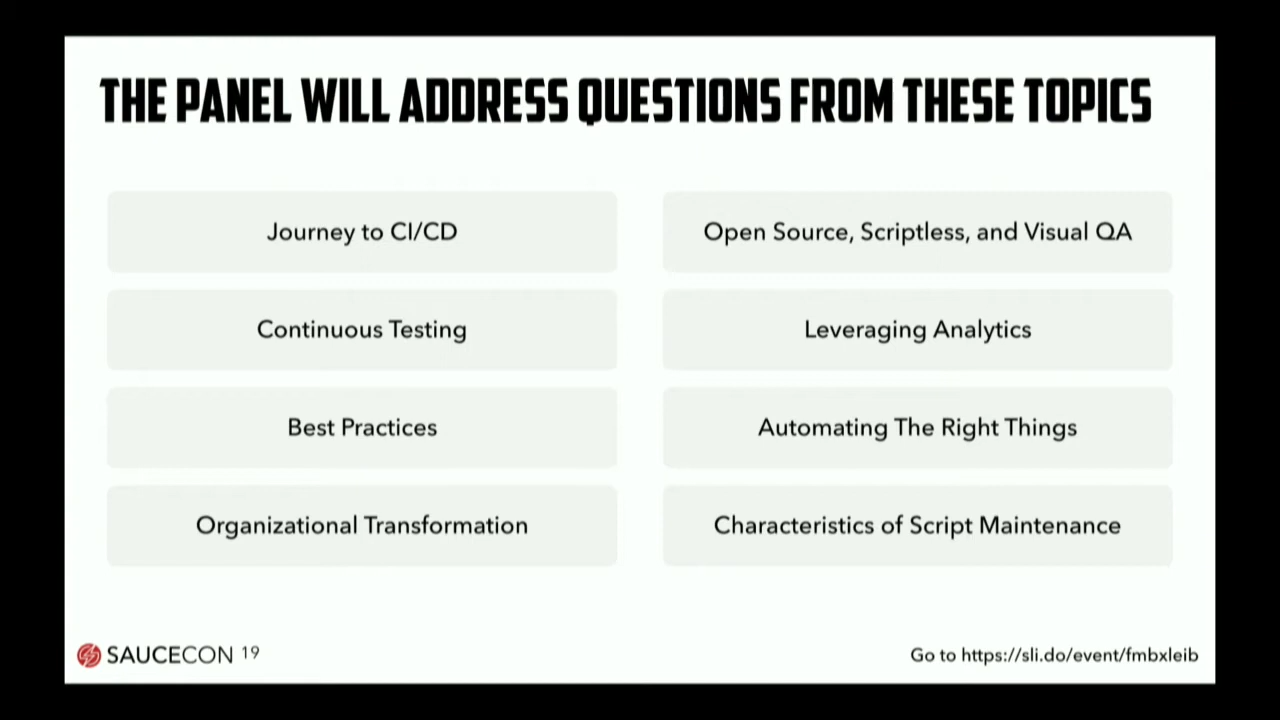 THE PANEL WILL ADDRESS QUESTIONS FROM THESE TOPICS
Journey to CI/CD
Open Source, Scriptless, and Visual QA
Continuous Testing
Leveraging Analytics
Best Practices
Automating The Right Things
Organizational Transformation
Characteristics of Script Maintenance
SAUCECON 19
Go to https://sli.do/event/fmbxleib